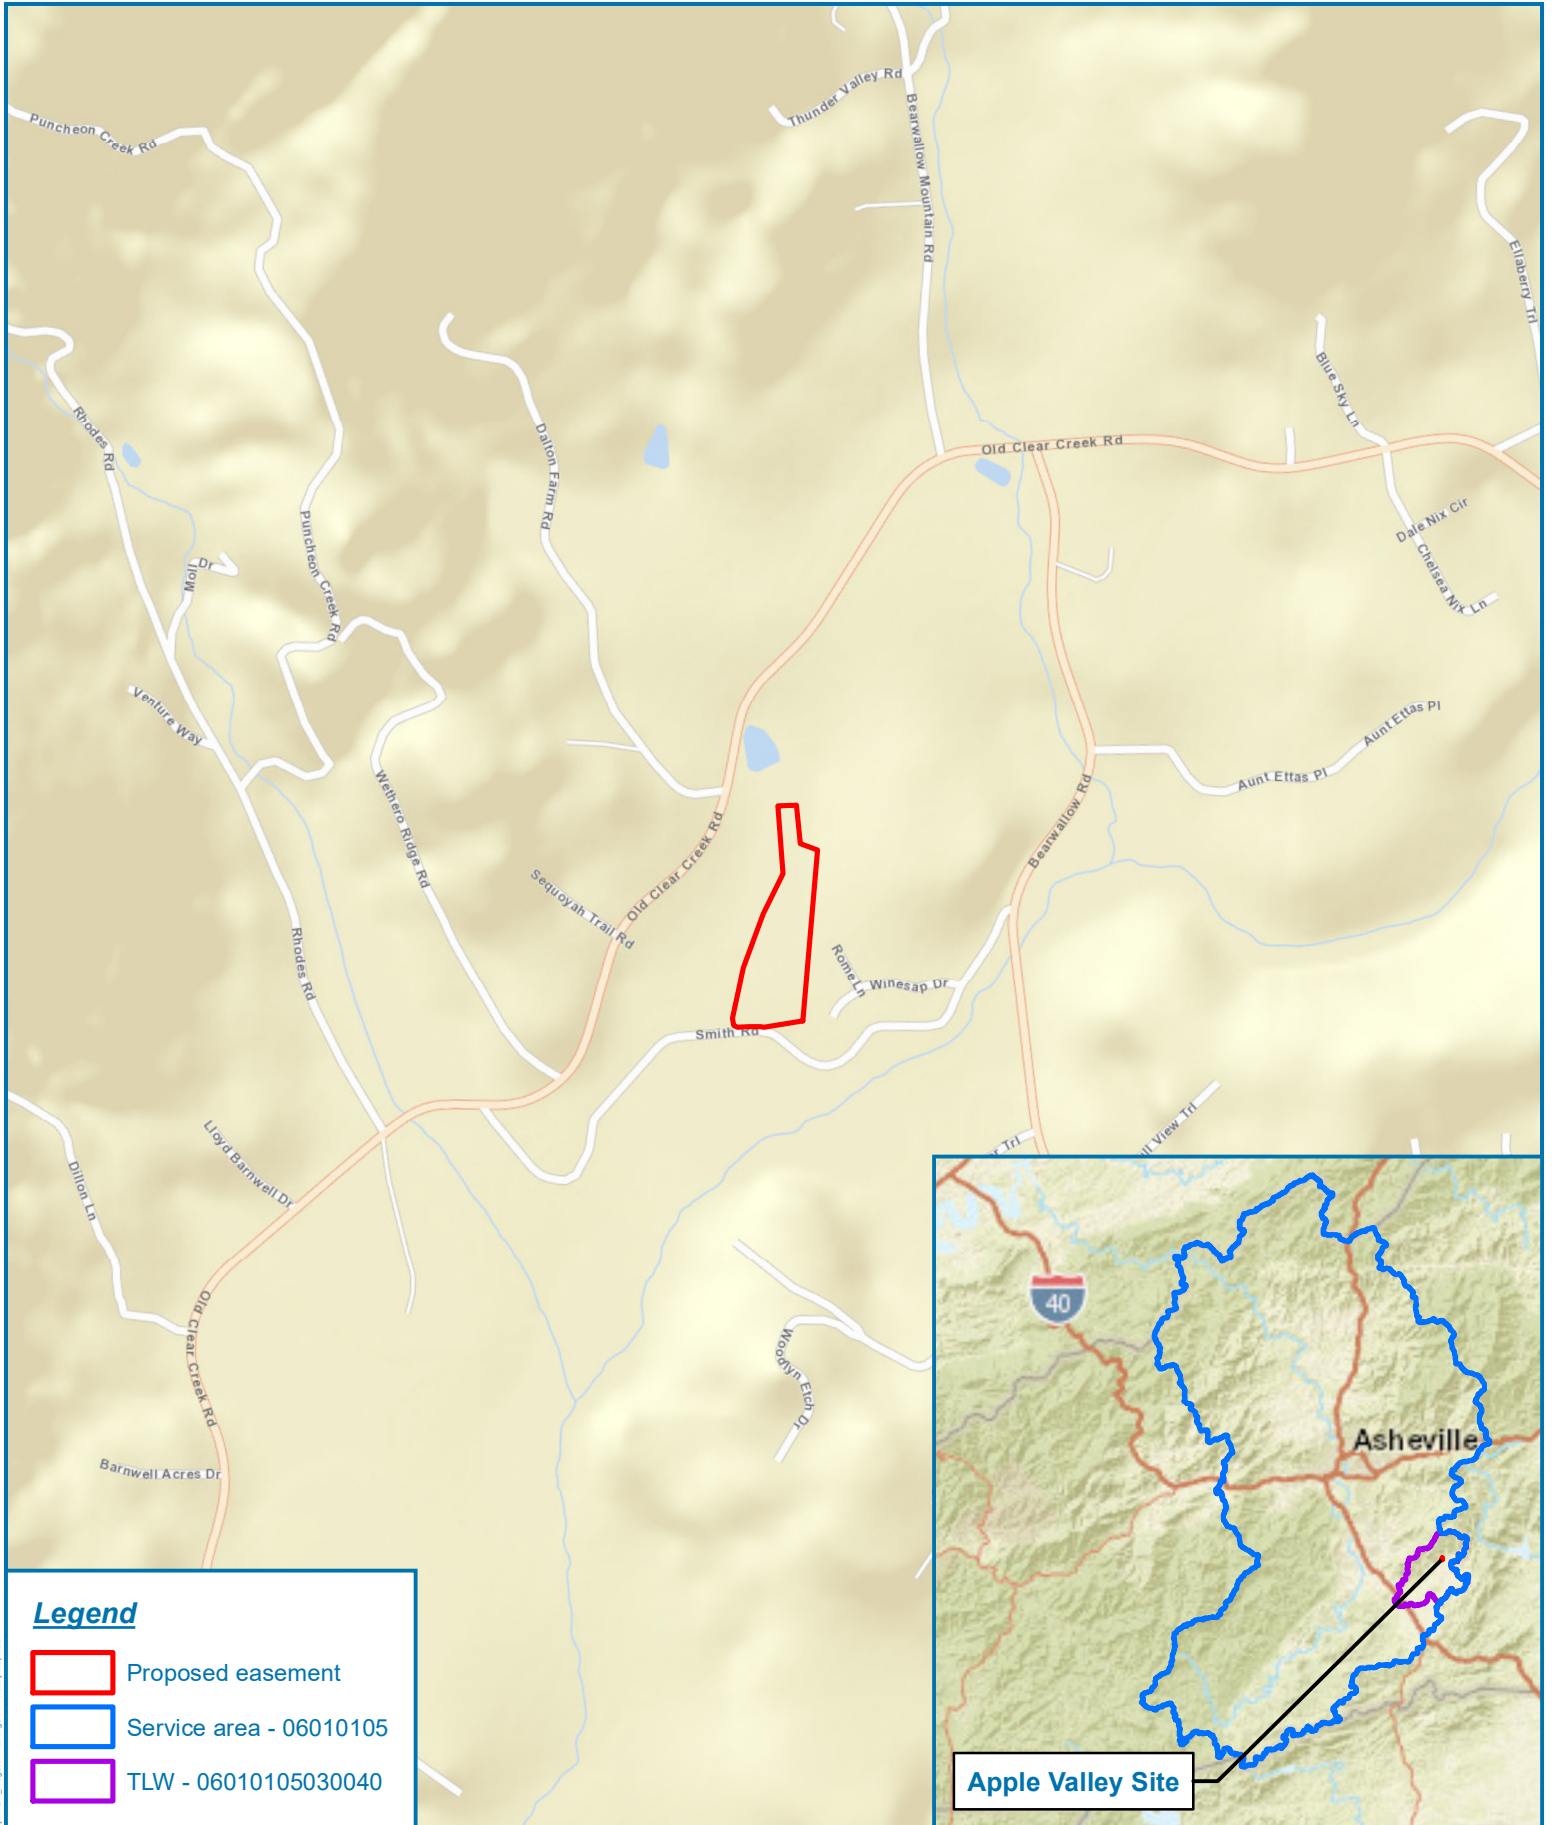 Thunder Valley Rd
Puncheon Creek Rd
Bearwallow Mountain Rd
Ellaberry Trl
Blue Sky Ln
Rhodes Rd
Dalton Farm Rd
Old Clear Creek Rd
Dale Nix Cir
Chelsea Nix Ln
Puncheon Creek Rd
Moll Dr
Venture Way
Aunt Ettas Pl
Aunt Ettas Pl
Wethero Ridge Rd
Bearwallow Rd
Old Clear Creek Rd
Sequoyah Trail Rd
Rhodes Rd
Rome Ln
Winesap Dr
Smith Rd
Lloyd Barnwell Dr
Dillon Ln
r Trl
ill View Trl
Old Clear Creek Rd
Woodlyn Etch Dr
Barnwell Acres Dr
40
Asheville
Apple Valley Site
Legend
Proposed easement
Service area - 06010105
TLW - 06010105030040